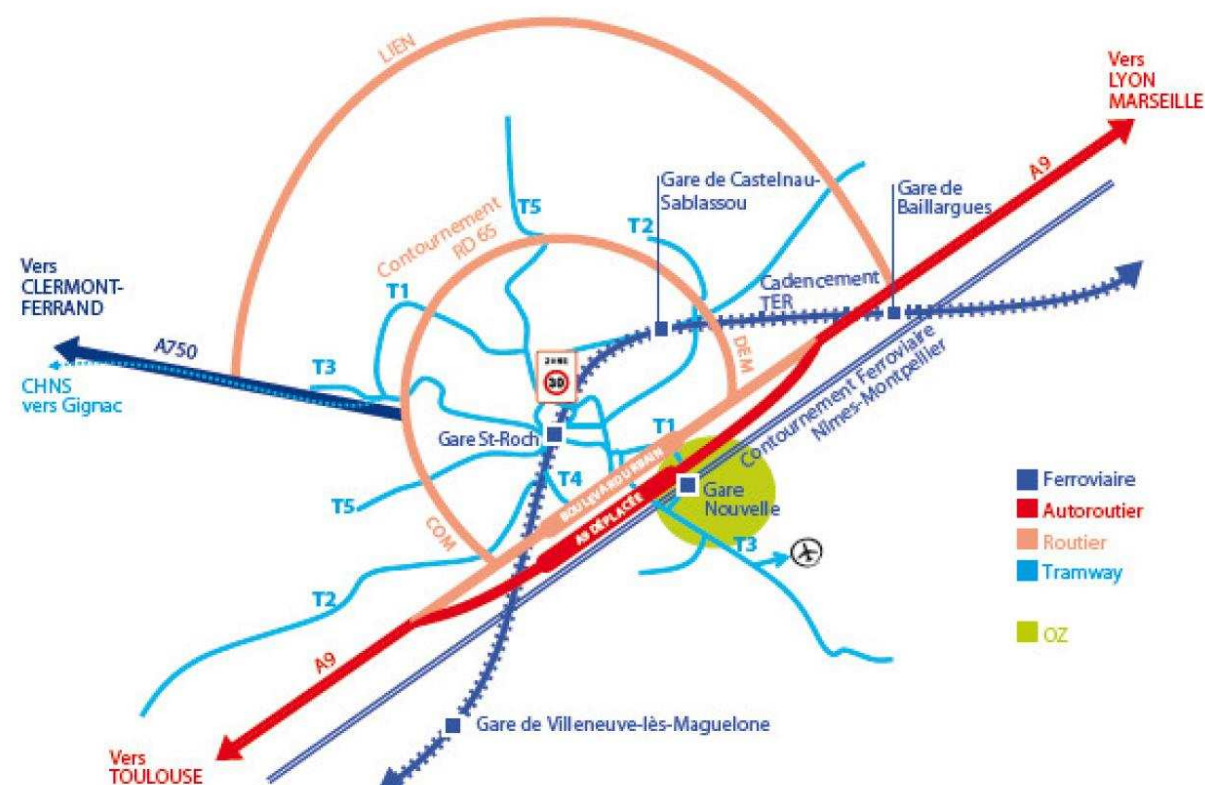 LIEN
Vers
LYON
MARSEILLE
A9
T5
Gare de Castelnau-
Sablassou
Gare de
Baillargues
T2
Contournement
RD 65
Vers
CLERMONT-
FERRAND
Cadencement
TER
T1
A750
CHNS
vers Gignac
T3
ZONE
30
DEM
Contournement Ferroviaire
Nîmes-Montpellier
Gare St-Roch
T1
BOULEVARD URBAIN
T4
A9 DÉPLACÉE
Gare
Nouvelle
T5
COM
T3
T2
A9
Ferroviaire
Autoroutier
Routier
Tramway
OZ
Gare de Villeneuve-lès-Maguelone
Vers
TOULOUSE